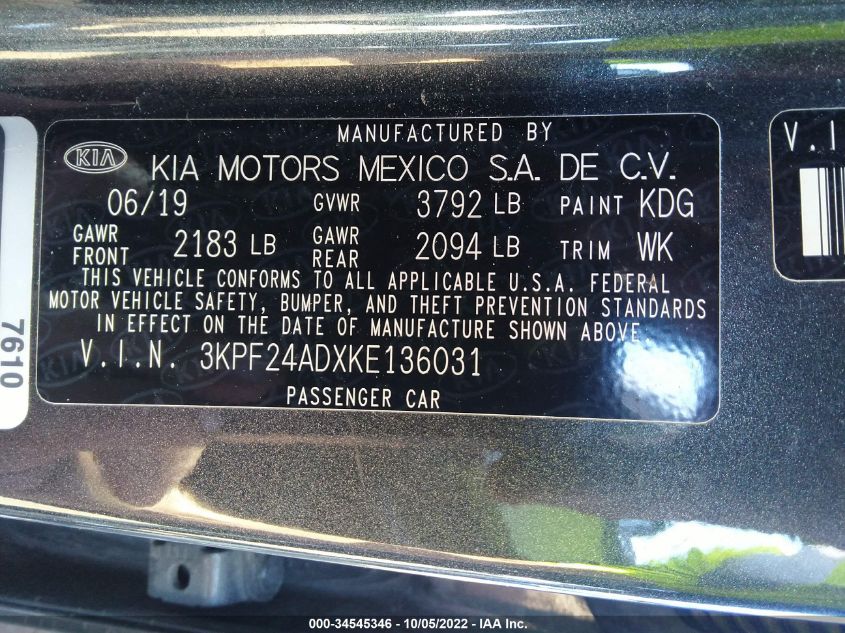 MANUFACTURED BY
KIA KIA MOTORS MEXICO S.A. DE C.V.
06/19 GVWR 3792 LB PAINT KDG
GAWR FRONT 2183 LB GAWR REAR 2094 LB TRIM WK
THIS VEHICLE CONFORMS TO ALL APPLICABLE U.S.A. FEDERAL
MOTOR VEHICLE SAFETY, BUMPER, AND THEFT PREVENTION STANDARDS
IN EFFECT ON THE DATE OF MANUFACTURE SHOWN ABOVE.
V.I.N. 3KPF24ADXKE136031
PASSENGER CAR
V.I
7610
000-34545346 - 10/05/2022 - IAA Inc.